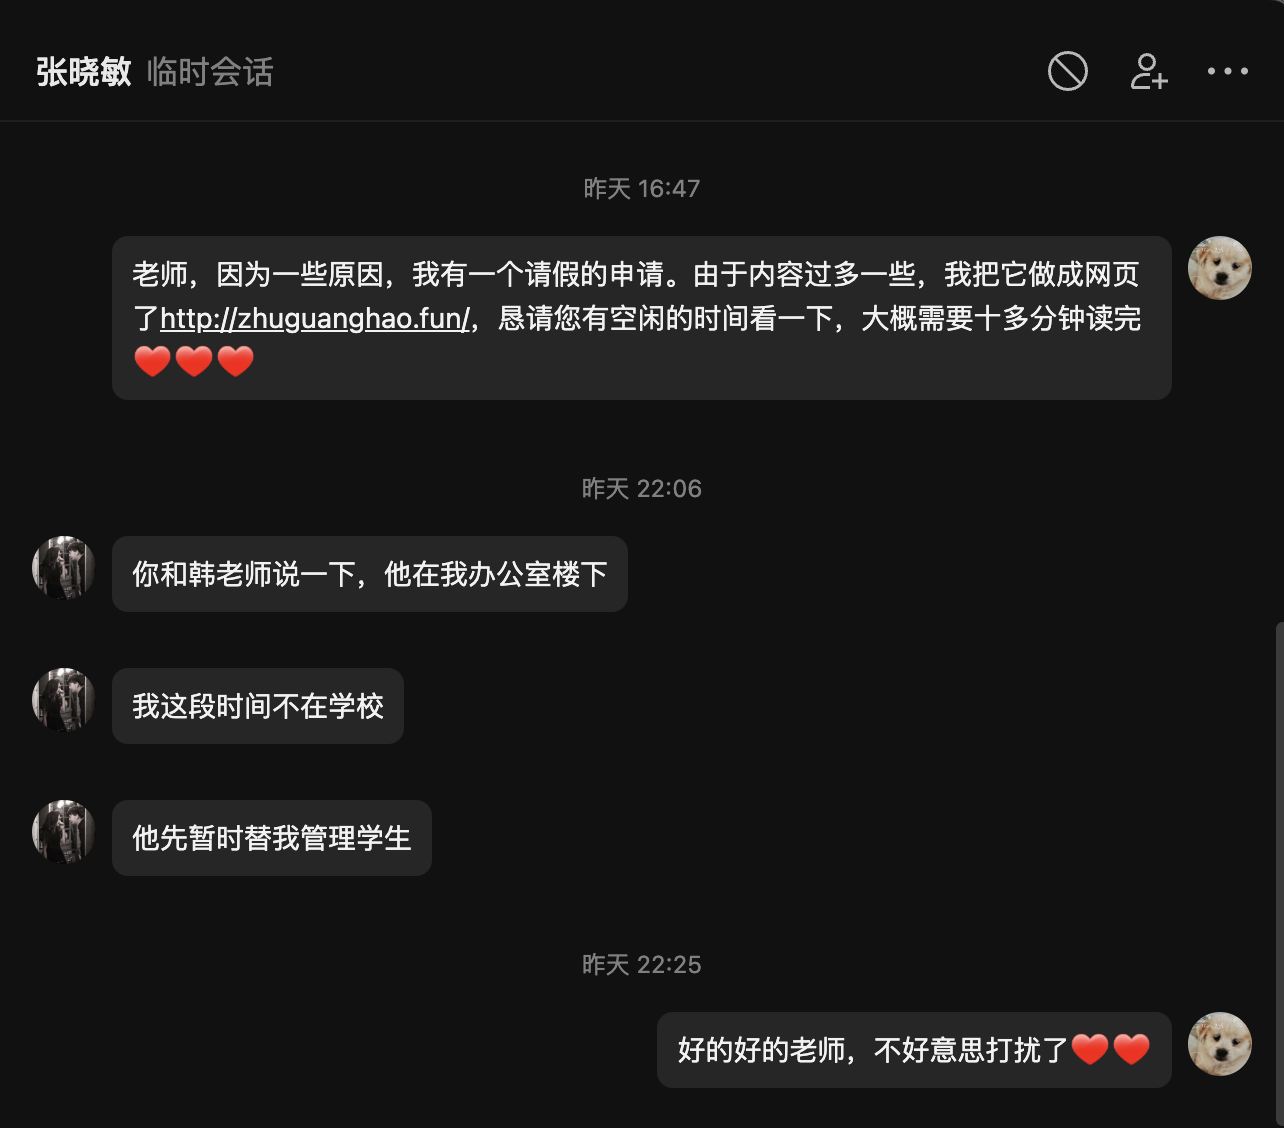 张晓敏 临时会话
昨天 16:47
老师，因为一些原因，我有一个请假的申请。由于内容过多一些，我把它做成网页
了http://zhuguanghao.fun/，恳请您有空闲的时间看一下，大概需要十多分钟读完
❤️❤️❤️
昨天 22:06
你和韩老师说一下，他在我办公室楼下
我这段时间不在学校
他先暂时替我管理学生
昨天 22:25
好的好的老师，不好意思打扰了❤️❤️